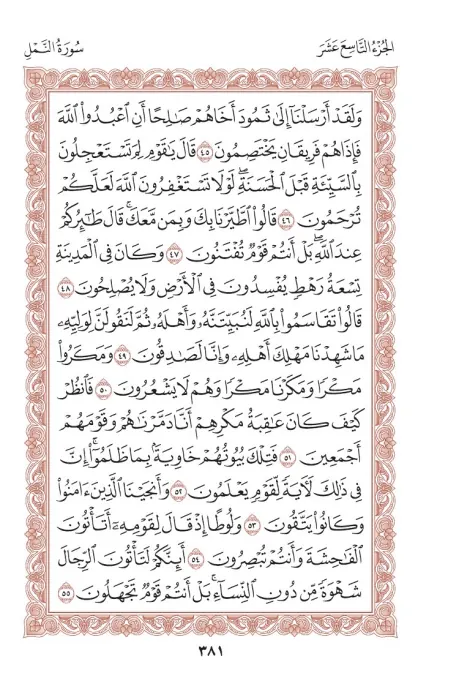 الجُزْءُ التَّاسِعَ عَشَرَ
سُورَةُ النَّمْلِ
وَلَقَدْ أَرْسَلْنَآ إِلَىٰ ثَمُودَ أَخَاهُمْ صَٰلِحًا أَنِ ٱعْبُدُوا۟ ٱللَّهَ
فَإِذَا هُمْ فَرِيقَانِ يَخْتَصِمُونَ ٤٥ قَالَ يَٰقَوْمِ لِمَ تَسْتَعْجِلُونَ
بِٱلسَّيِّئَةِ قَبْلَ ٱلْحَسَنَةِ ۖ لَوْلَا تَسْتَغْفِرُونَ ٱللَّهَ لَعَلَّكُمْ
تُرْحَمُونَ ٤٦ قَالُوا۟ ٱطَّيَّرْنَا بِكَ وَبِمَن مَّعَكَ ۚ قَالَ طَٰٓئِرُكُمْ
عِندَ ٱللَّهِ ۖ بَلْ أَنتُمْ قَوْمٌ تُفْتَنُونَ ٤٧ وَكَانَ فِى ٱلْمَدِينَةِ
تِسْعَةُ رَهْطٍ يُفْسِدُونَ فِى ٱلْأَرْضِ وَلَا يُصْلِحُونَ ٤٨
قَالُوا۟ تَقَاسَمُوا۟ بِٱللَّهِ لَنُبَيِّتَنَّهُۥ وَأَهْلَهُۥ ثُمَّ لَنَقُولَنَّ لِوَلِيِّهِۦ
مَا شَهِدْنَا مَهْلِكَ أَهْلِهِۦ وَإِنَّا لَصَٰدِقُونَ ٤٩ وَمَكَرُوا۟
مَكْرًا وَمَكَرْنَا مَكْرًا وَهُمْ لَا يَشْعُرُونَ ٥٠ فَٱنظُرْ
كَيْفَ كَانَ عَٰقِبَةُ مَكْرِهِمْ أَنَّا دَمَّرْنَٰهُمْ وَقَوْمَهُمْ
أَجْمَعِينَ ٥١ فَتِلْكَ بُيُوتُهُمْ خَاوِيَةًۢ بِمَا ظَلَمُوٓا۟ ۗ إِنَّ
فِى ذَٰلِكَ لَءَايَةً لِّقَوْمٍ يَعْلَمُونَ ٥٢ وَأَنجَيْنَا ٱلَّذِينَ ءَامَنُوا۟
وَكَانُوا۟ يَتَّقُونَ ٥٣ وَلُوطًا إِذْ قَالَ لِقَوْمِهِۦٓ أَتَأْتُونَ
ٱلْفَٰحِشَةَ وَأَنتُمْ تُبْصِرُونَ ٥٤ أَئِنَّكُمْ لَتَأْتُونَ ٱلرِّجَالَ
شَهْوَةً مِّن دُونِ ٱلنِّسَآءِ ۚ بَلْ أَنتُمْ قَوْمٌ تَجْهَلُونَ ٥٥
٣٨١